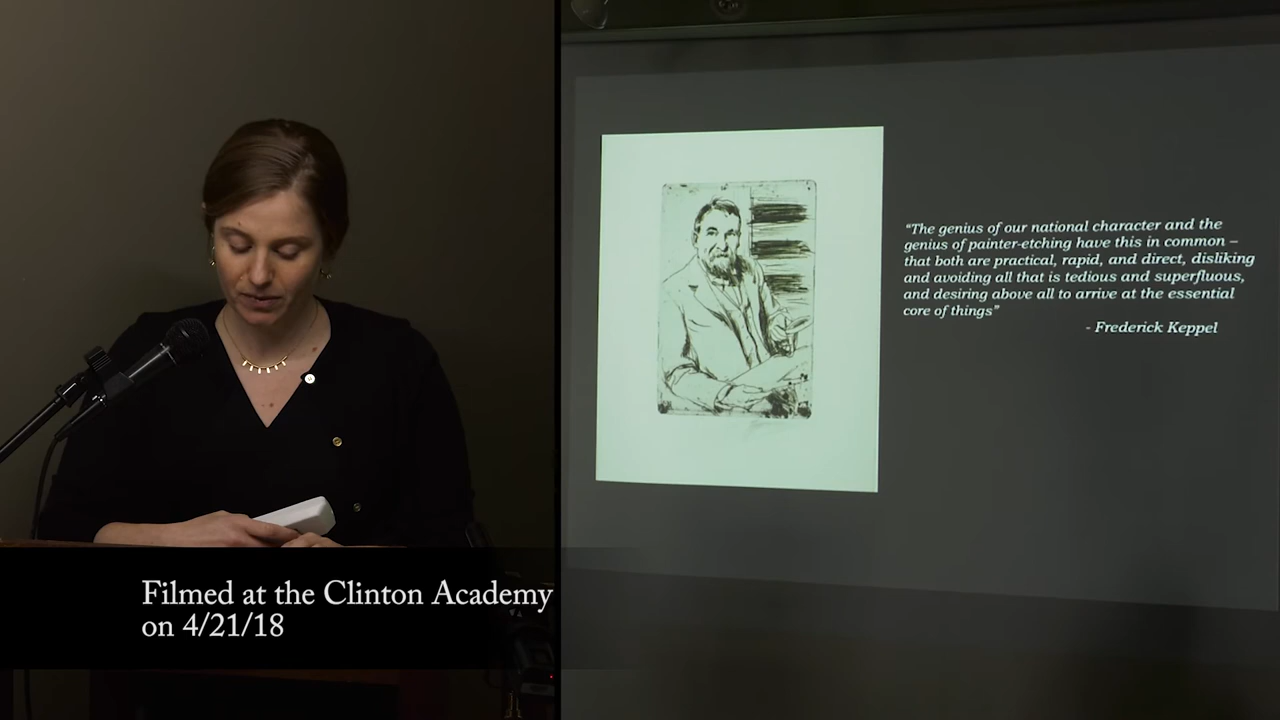 Filmed at the Clinton Academy
on 4/21/18
"The genius of our national character and the
genius of painter-etching have this in common –
that both are practical, rapid, and direct, disliking
and avoiding all that is tedious and superfluous,
and desiring above all to arrive at the essential
core of things"
- Frederick Keppel